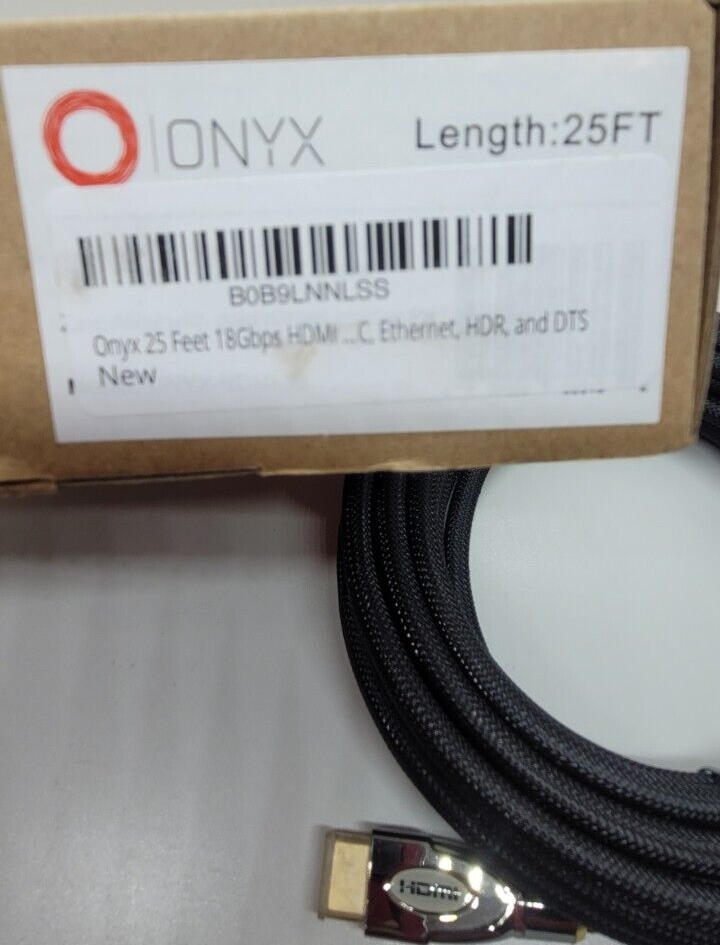 ONYX
Length:25FT
B0B9LNNLSS
Onyx 25 Feet 18Gbps HDMI ...C, Ethernet, HDR, and DTS
New
HDMI